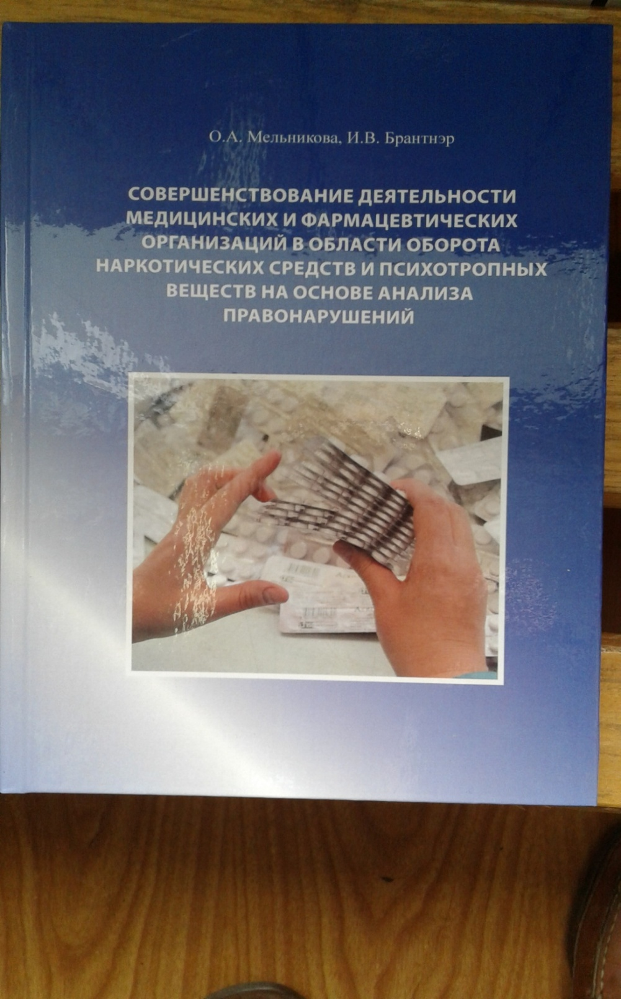 О.А. Мельникова, И.В. Брантнэр
СОВЕРШЕНСТВОВАНИЕ ДЕЯТЕЛЬНОСТИ
МЕДИЦИНСКИХ И ФАРМАЦЕВТИЧЕСКИХ
ОРГАНИЗАЦИЙ В ОБЛАСТИ ОБОРОТА
НАРКОТИЧЕСКИХ СРЕДСТВ И ПСИХОТРОПНЫХ
ВЕЩЕСТВ НА ОСНОВЕ АНАЛИЗА
ПРАВОНАРУШЕНИЙ